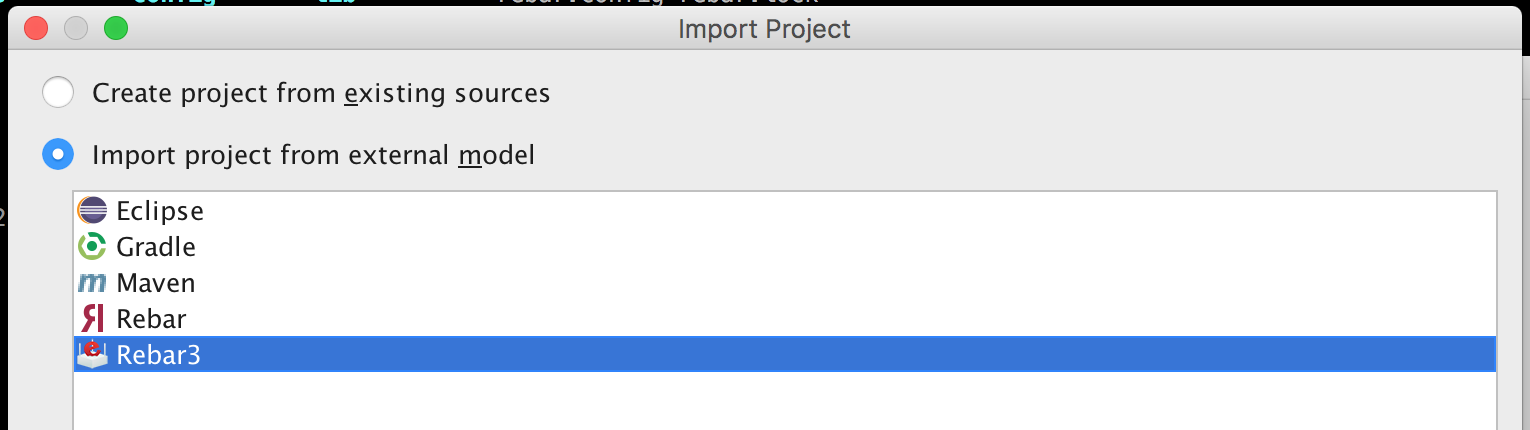 Import Project
Create project from existing sources
Import project from external model
Eclipse
Gradle
Maven
Rebar
Rebar3